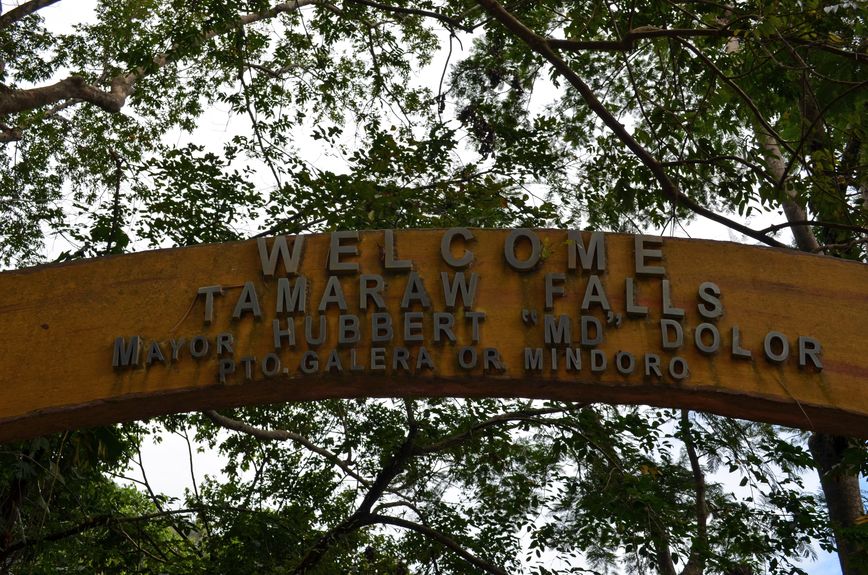 WELCOME
TAMARAW FALLS
MAYOR HUBBERT "MD" DOLOR
PTO. GALERA OR. MINDORO